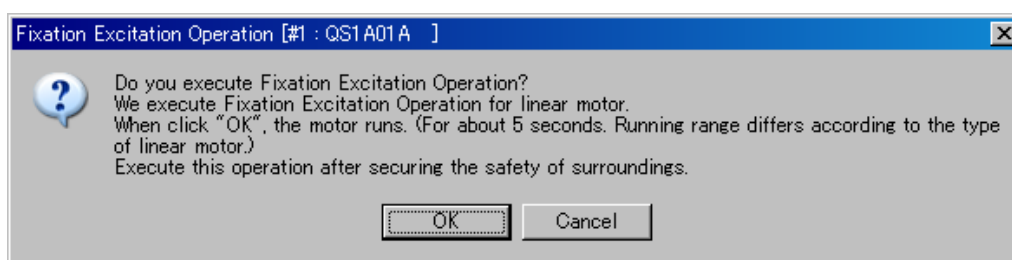 Fixation Excitation Operation [#1 : QS1A01A   ]
Do you execute Fixation Excitation Operation?
We execute Fixation Excitation Operation for linear motor.
When click "OK", the motor runs. (For about 5 seconds. Running range differs according to the type
of linear motor.)
Execute this operation after securing the safety of surroundings.
OK Cancel